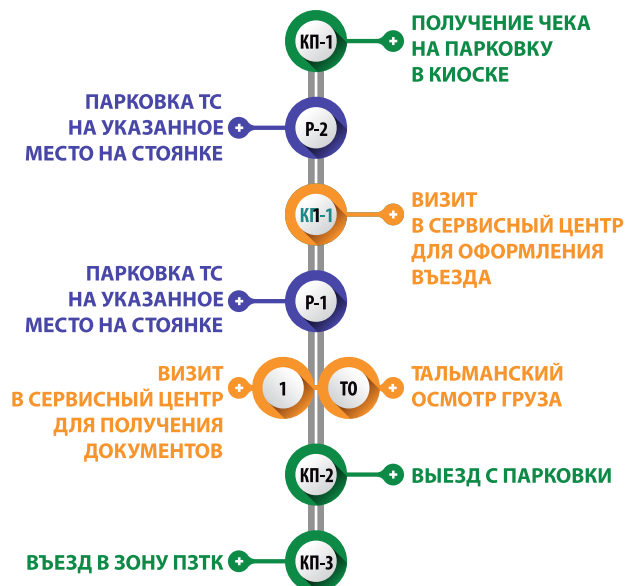 КП-1
ПОЛУЧЕНИЕ ЧЕКА
НА ПАРКОВКУ
В КИОСКЕ
ПАРКОВКА ТС
НА УКАЗАННОЕ
МЕСТО НА СТОЯНКЕ
Р-2
КП-1
ВИЗИТ
В СЕРВИСНЫЙ ЦЕНТР
ДЛЯ ОФОРМЛЕНИЯ
ВЪЕЗДА
ПАРКОВКА ТС
НА УКАЗАННОЕ
МЕСТО НА СТОЯНКЕ
Р-1
ВИЗИТ
В СЕРВИСНЫЙ ЦЕНТР
ДЛЯ ПОЛУЧЕНИЯ
ДОКУМЕНТОВ
1
ТО
ТАЛЬМАНСКИЙ
ОСМОТР ГРУЗА
КП-2
ВЫЕЗД С ПАРКОВКИ
ВЪЕЗД В ЗОНУ ПЗТК
КП-3